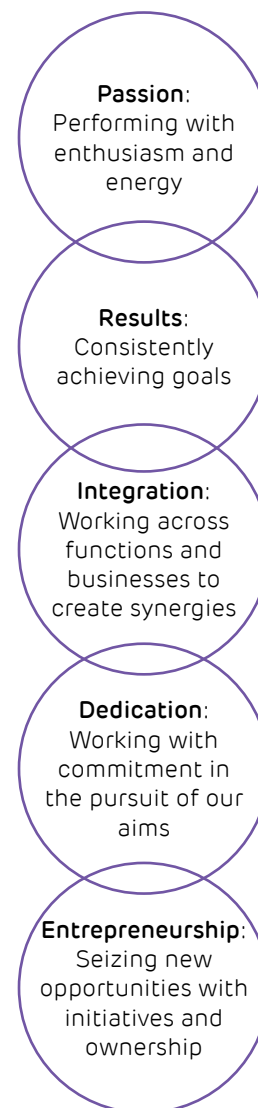 Passion:
Performing with
enthusiasm and
energy
Results:
Consistently
achieving goals
Integration:
Working across
functions and
businesses to
create synergies
Dedication:
Working with
commitment in
the pursuit of our
aims
Entrepreneurship:
Seizing new
opportunities with
initiatives and
ownership